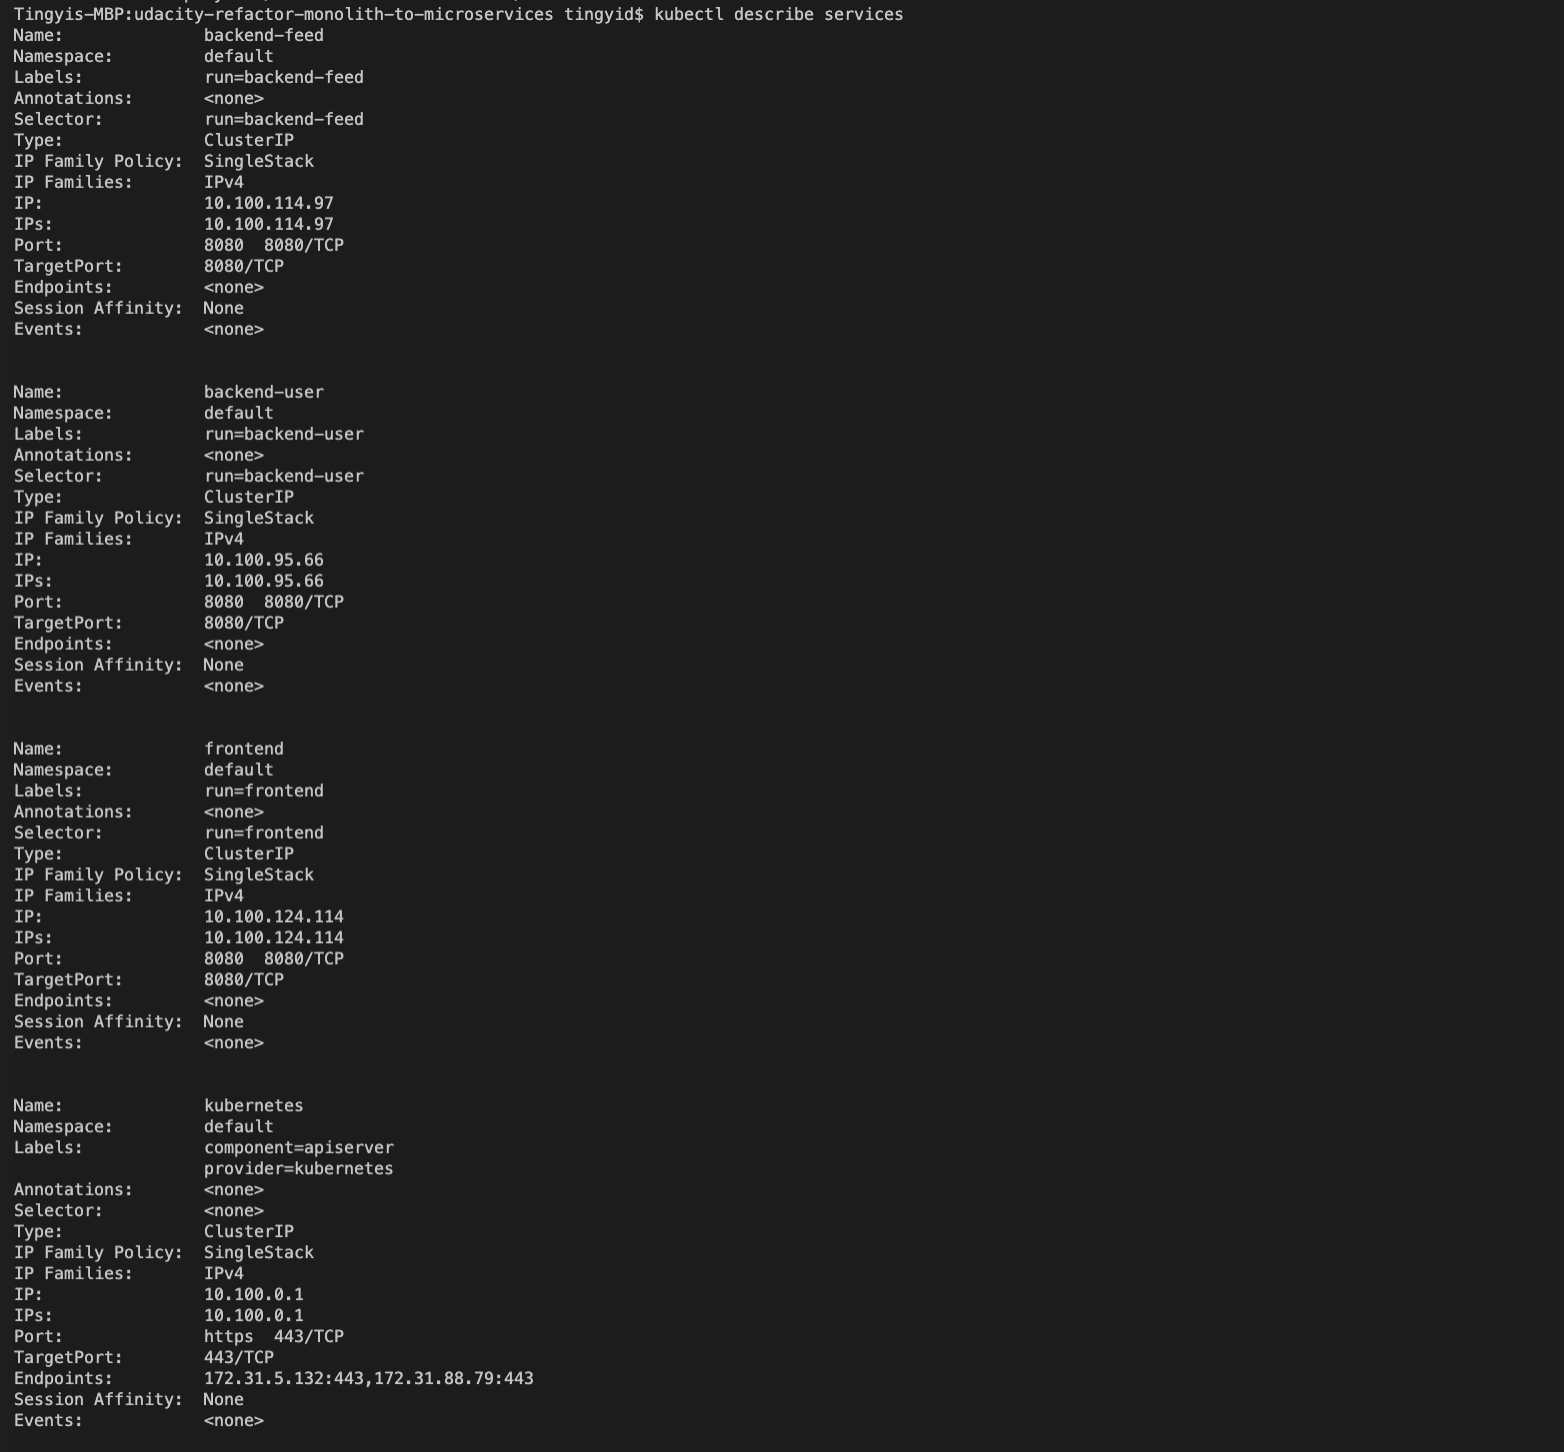 Tingyis-MBP:udacity-refactor-monolith-to-microservices tingyid$ kubectl describe services
Name:              backend-feed
Namespace:         default
Labels:            run=backend-feed
Annotations:       <none>
Selector:          run=backend-feed
Type:              ClusterIP
IP Family Policy:  SingleStack
IP Families:       IPv4
IP:                10.100.114.97
IPs:               10.100.114.97
Port:              8080  8080/TCP
TargetPort:        8080/TCP
Endpoints:         <none>
Session Affinity:  None
Events:            <none>

Name:              backend-user
Namespace:         default
Labels:            run=backend-user
Annotations:       <none>
Selector:          run=backend-user
Type:              ClusterIP
IP Family Policy:  SingleStack
IP Families:       IPv4
IP:                10.100.95.66
IPs:               10.100.95.66
Port:              8080  8080/TCP
TargetPort:        8080/TCP
Endpoints:         <none>
Session Affinity:  None
Events:            <none>

Name:              frontend
Namespace:         default
Labels:            run=frontend
Annotations:       <none>
Selector:          run=frontend
Type:              ClusterIP
IP Family Policy:  SingleStack
IP Families:       IPv4
IP:                10.100.124.114
IPs:               10.100.124.114
Port:              8080  8080/TCP
TargetPort:        8080/TCP
Endpoints:         <none>
Session Affinity:  None
Events:            <none>

Name:              kubernetes
Namespace:         default
Labels:            component=apiserver
                   provider=kubernetes
Annotations:       <none>
Selector:          <none>
Type:              ClusterIP
IP Family Policy:  SingleStack
IP Families:       IPv4
IP:                10.100.0.1
IPs:               10.100.0.1
Port:              https  443/TCP
TargetPort:        443/TCP
Endpoints:         172.31.5.132:443,172.31.88.79:443
Session Affinity:  None
Events:            <none>